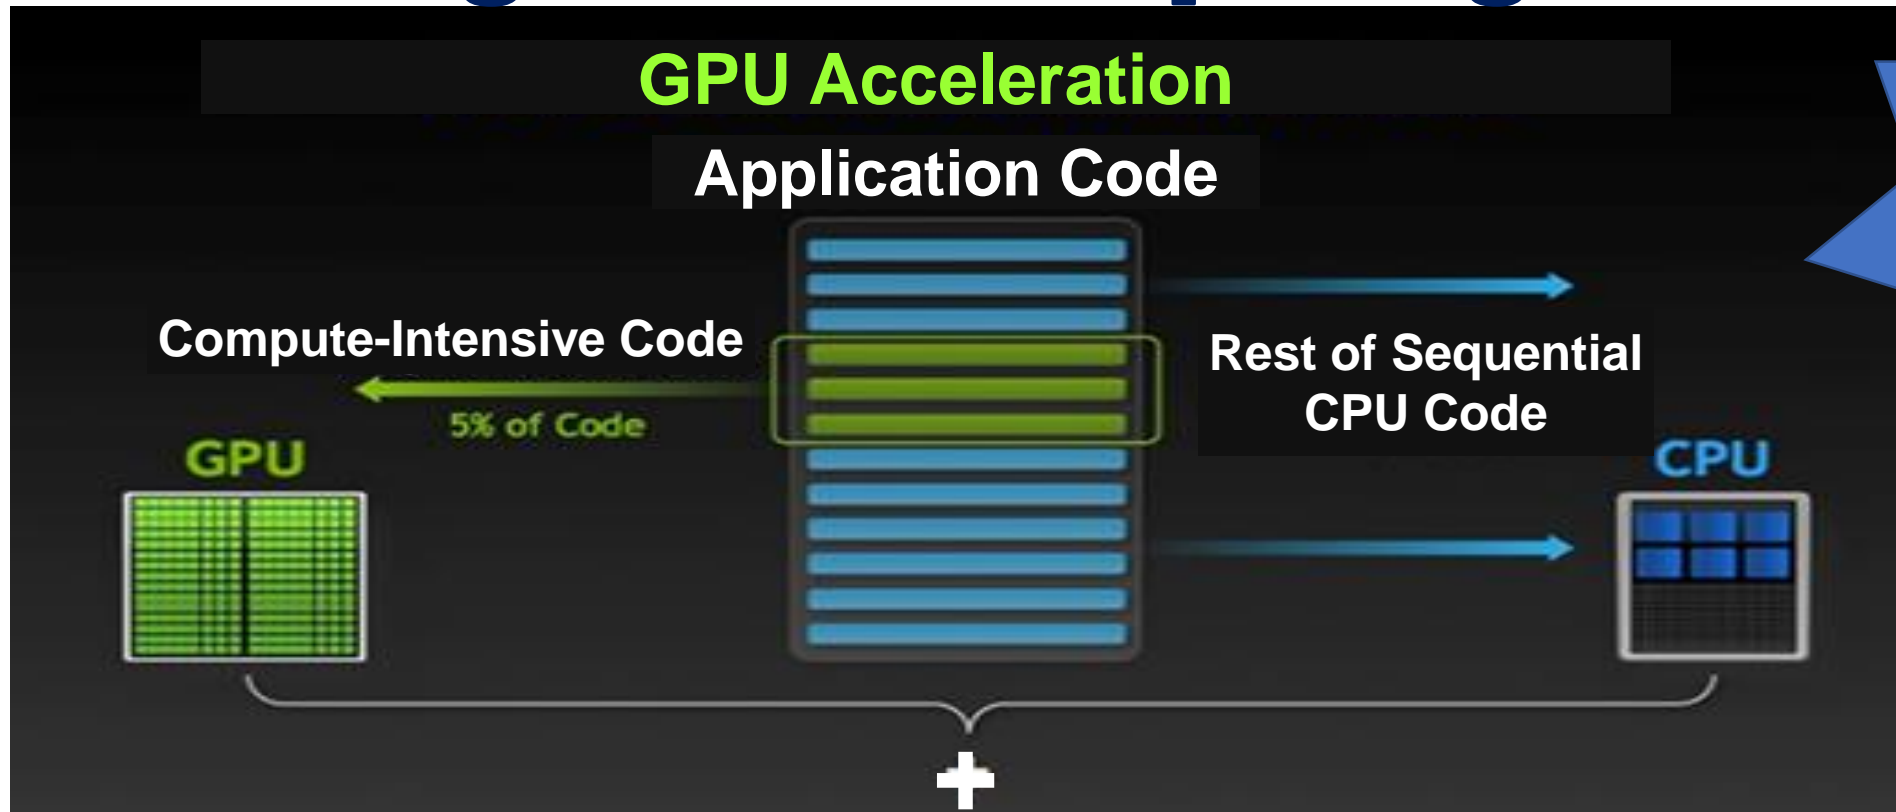 GPU Acceleration
Application Code
Compute-Intensive Code
5% of Code
GPU
Rest of Sequential
CPU Code
CPU
+